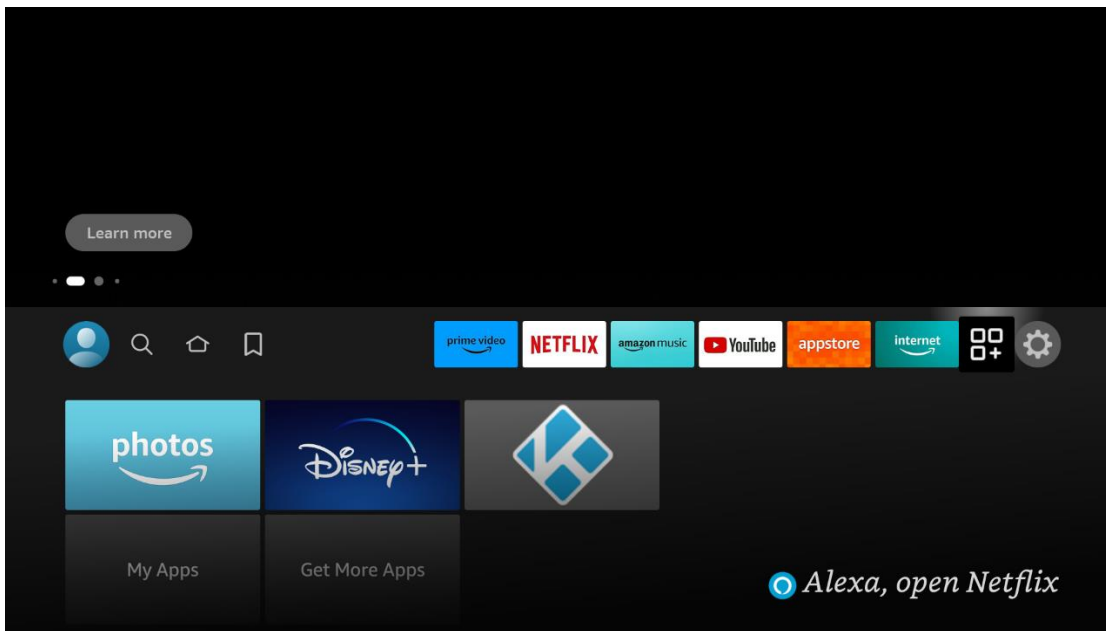 Learn more
prime video
NETFLIX
amazon music
YouTube
appstore
internet
photos
Disney+
My Apps
Get More Apps
Alexa, open Netflix